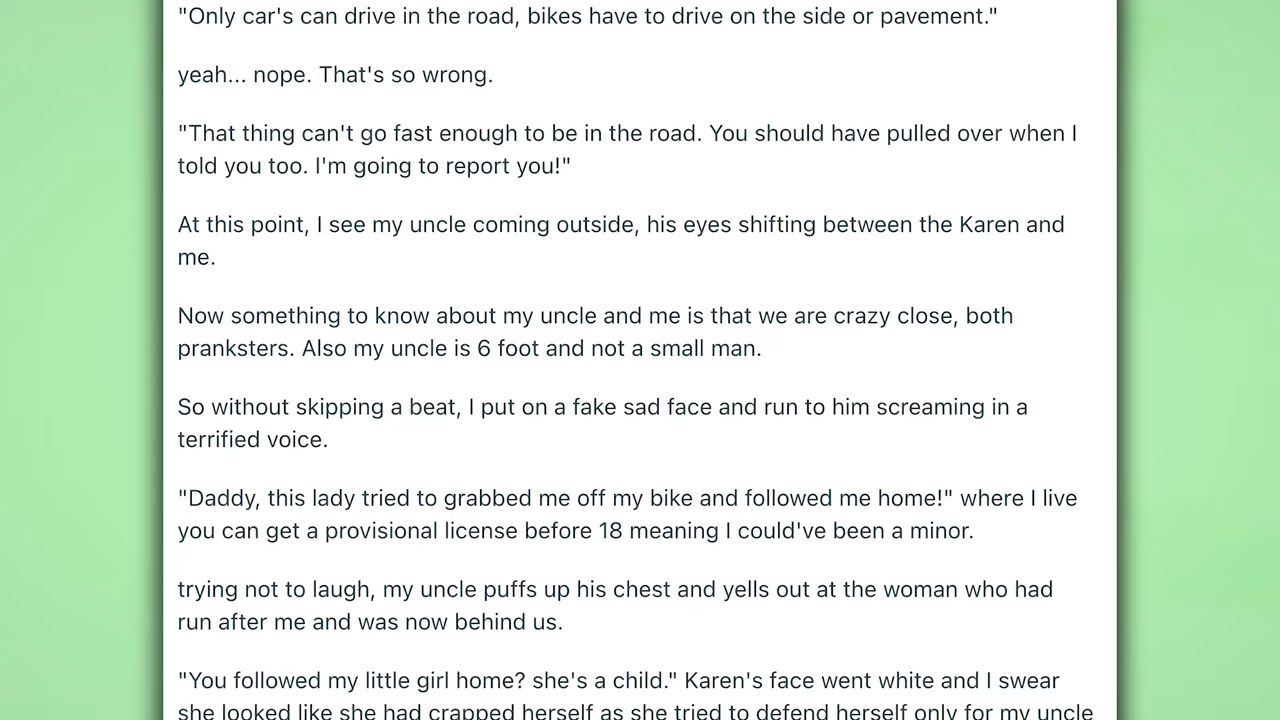 "Only car's can drive in the road, bikes have to drive on the side or pavement."
yeah... nope. That's so wrong.
"That thing can't go fast enough to be in the road. You should have pulled over when I
told you too. I'm going to report you!"
At this point, I see my uncle coming outside, his eyes shifting between the Karen and
me.
Now something to know about my uncle and me is that we are crazy close, both
pranksters. Also my uncle is 6 foot and not a small man.
So without skipping a beat, I put on a fake sad face and run to him screaming in a
terrified voice.
"Daddy, this lady tried to grabbed me off my bike and followed me home!" where I live
you can get a provisional license before 18 meaning I could've been a minor.
trying not to laugh, my uncle puffs up his chest and yells out at the woman who had
run after me and was now behind us.
"You followed my little girl home? she's a child." Karen's face went white and I swear
she looked like she had crapped herself as she tried to defend herself only for my uncle